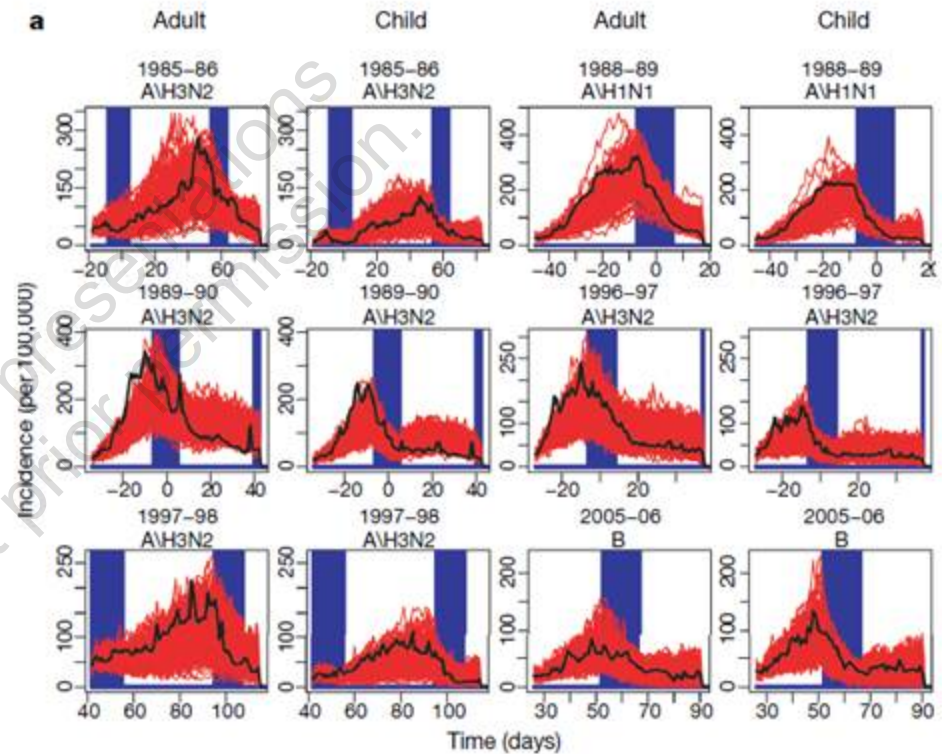 a
Adult Child Adult Child
1985–86 1985–86 1988–89 1988–89
A\H3N2 A\H3N2 A\H1N1 A\H1N1
300 300 400 400
150 150 200 200
0 0 0 0
−20 20 60 −20 20 60 −40 −20 0 20 −40 −20 0 20
1989–90 1989–90 1996–97 1996–97
A\H3N2 A\H3N2 A\H3N2 A\H3N2
400 400 250 250
200 200 100 100
0 0 0 0
−20 0 20 40 −20 0 20 40 −20 20 −20 20
1997–98 1997–98 2005–06 2005–06
A\H3N2 A\H3N2 B B
250 250 200 200
100 100 100 100
0 0 0 0
40 60 80 100 40 60 80 100 30 50 70 90 30 50 70 90
Incidence (per 100,000)
Time (days)
presentations
prior permission.